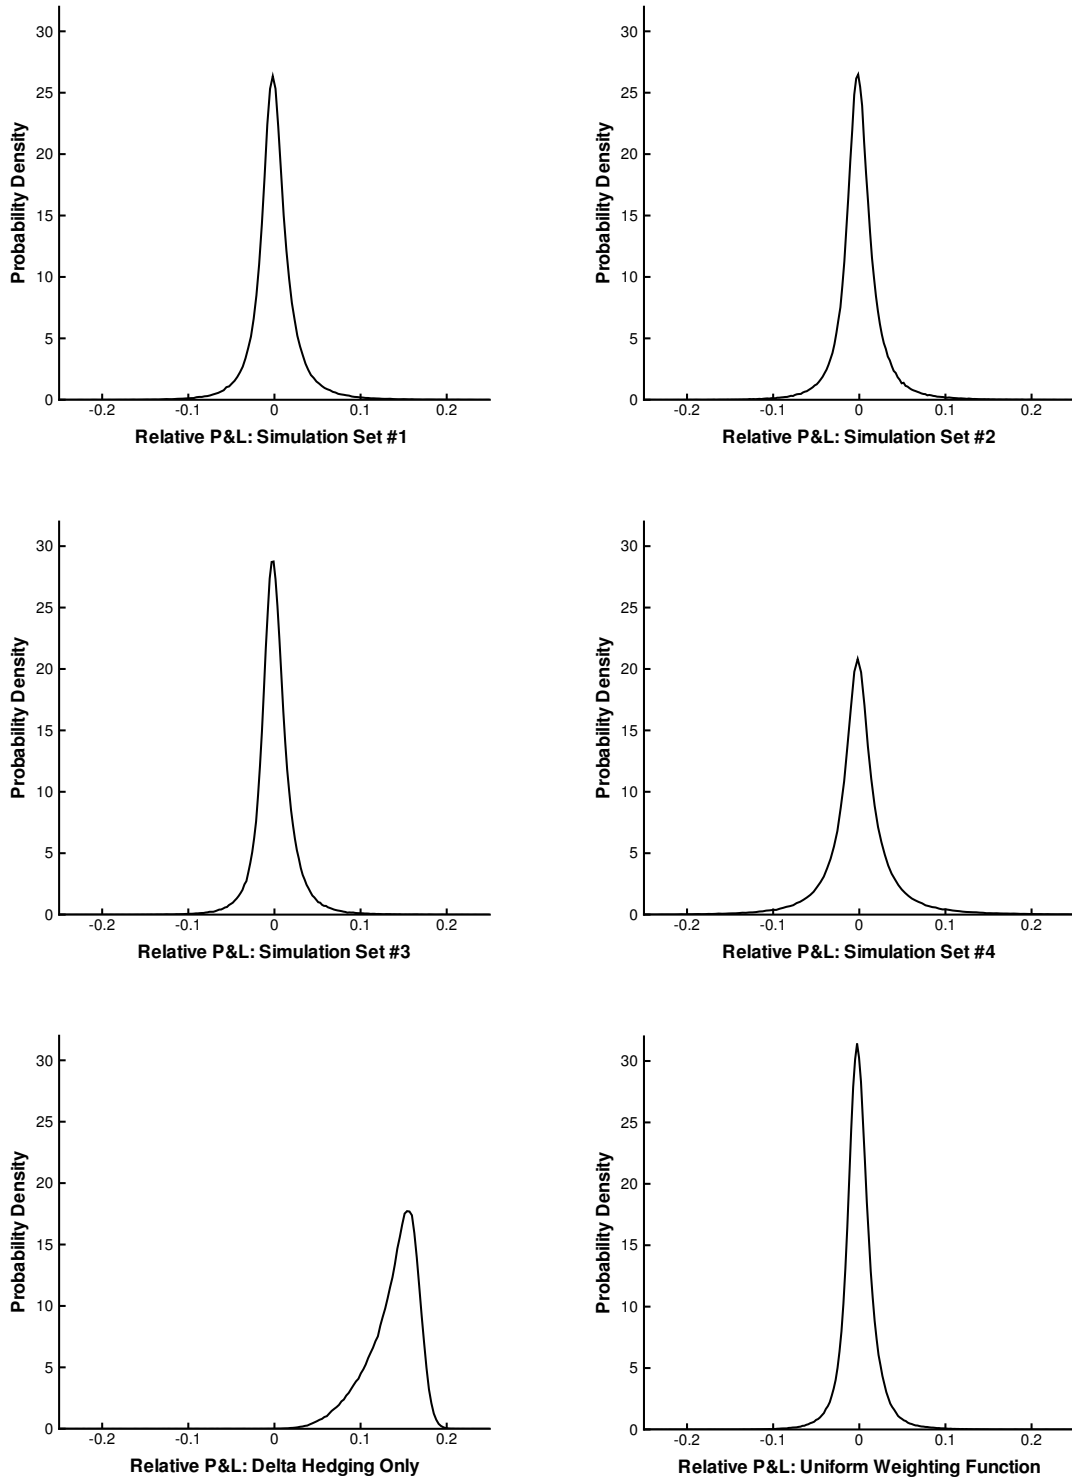 30
25
20
15
10
5
0
Probability Density
-0.2 -0.1 0 0.1 0.2
Relative P&L: Simulation Set #1
30
25
20
15
10
5
0
Probability Density
-0.2 -0.1 0 0.1 0.2
Relative P&L: Simulation Set #2
30
25
20
15
10
5
0
Probability Density
-0.2 -0.1 0 0.1 0.2
Relative P&L: Simulation Set #3
30
25
20
15
10
5
0
Probability Density
-0.2 -0.1 0 0.1 0.2
Relative P&L: Simulation Set #4
30
25
20
15
10
5
0
Probability Density
-0.2 -0.1 0 0.1 0.2
Relative P&L: Delta Hedging Only
30
25
20
15
10
5
0
Probability Density
-0.2 -0.1 0 0.1 0.2
Relative P&L: Uniform Weighting Function